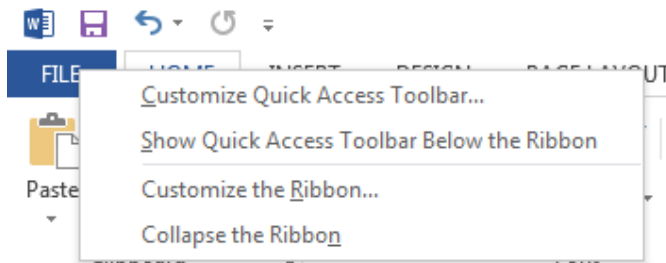 FILE
Customize Quick Access Toolbar...
Show Quick Access Toolbar Below the Ribbon
Customize the Ribbon...
Paste
Collapse the Ribbon